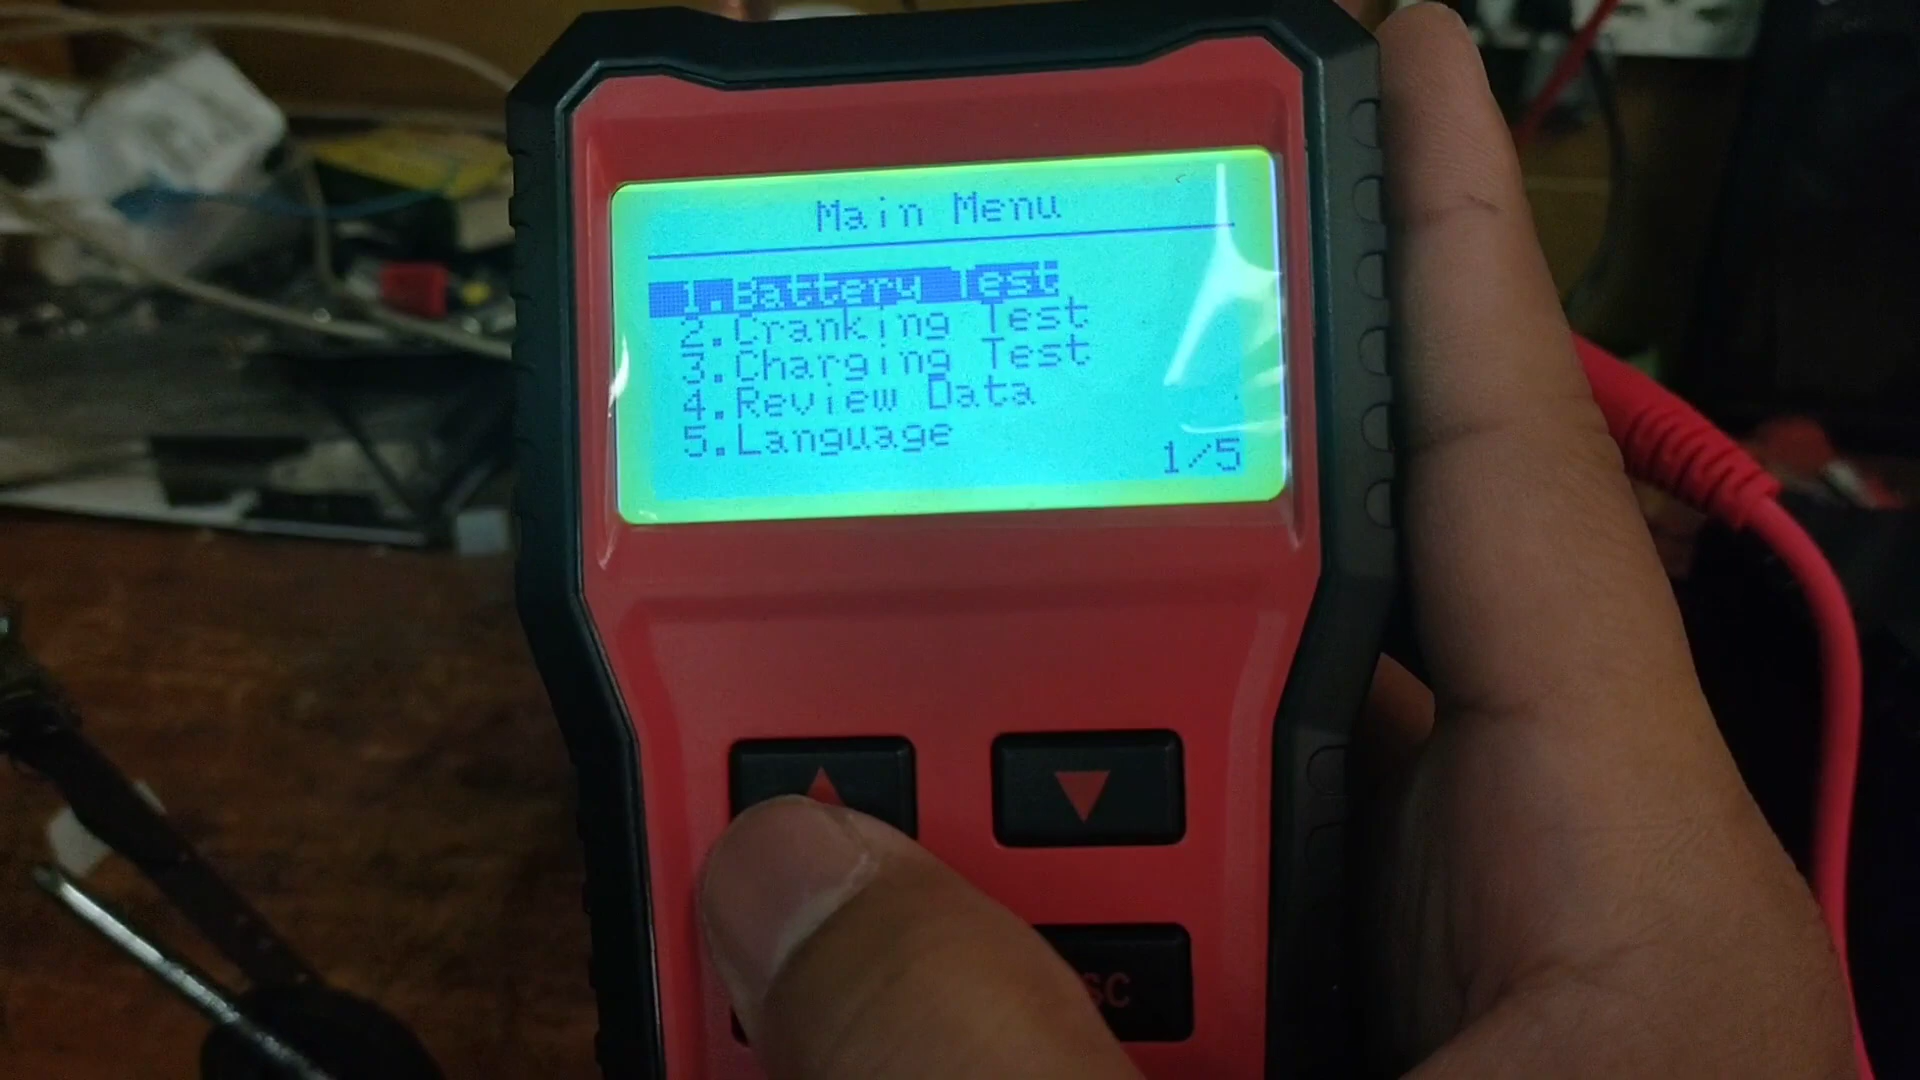 Main Menu
1.Battery Test
2.Cranking Test
3.Charging Test
4.Review Data
5.Language
1/5
SC